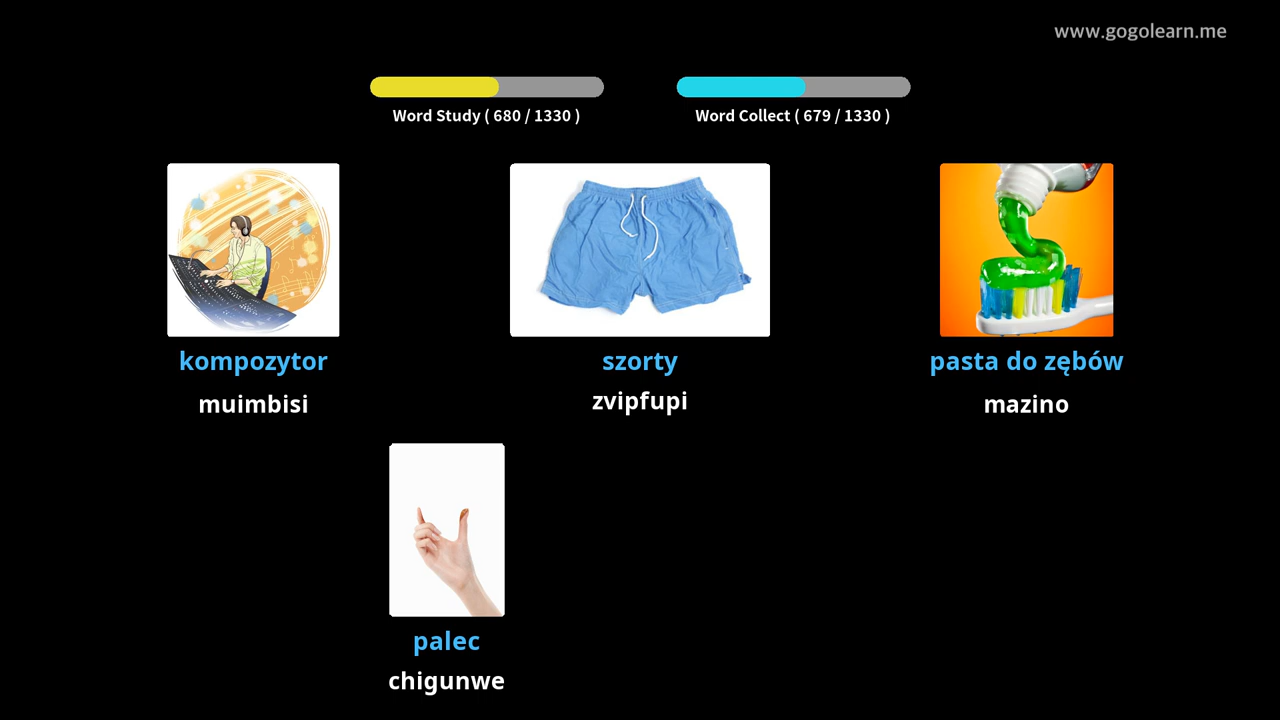 www.gogolearn.me
Word Study ( 680 / 1330 )
Word Collect ( 679 / 1330 )
kompozytor
muimbisi
szorty
zvipfupi
pasta do zębów
mazino
palec
chigunwe